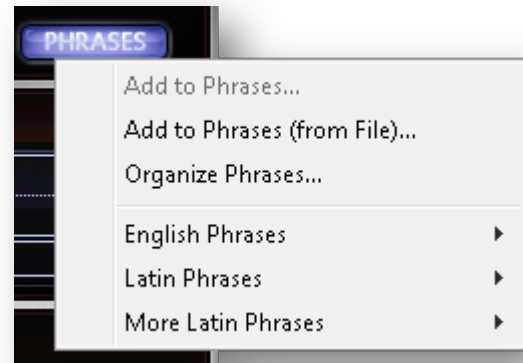 PHRASES
Add to Phrases...
Add to Phrases (from File)...
Organize Phrases...
English Phrases
Latin Phrases
More Latin Phrases